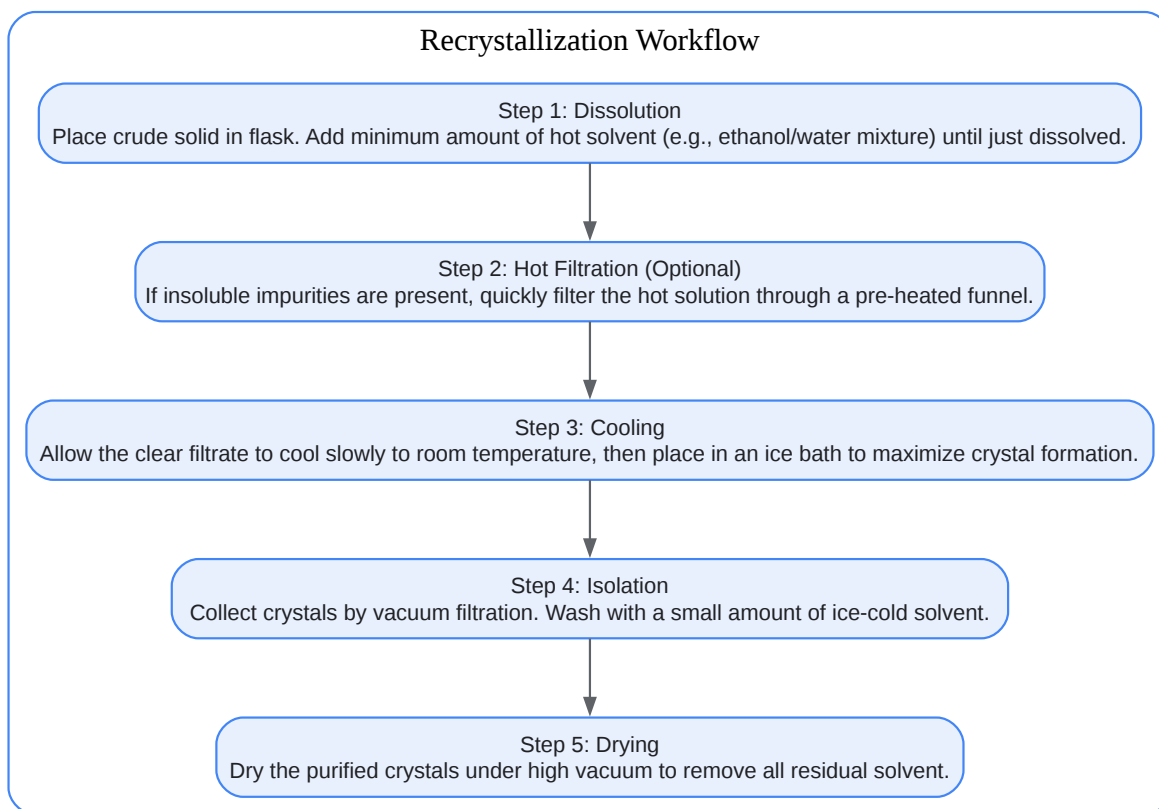 Recrystallization Workflow
Step 1: Dissolution
Place crude solid in flask. Add minimum amount of hot solvent (e.g., ethanol/water mixture) until just dissolved.
Step 2: Hot Filtration (Optional)
If insoluble impurities are present, quickly filter the hot solution through a pre-heated funnel.
Step 3: Cooling
Allow the clear filtrate to cool slowly to room temperature, then place in an ice bath to maximize crystal formation.
Step 4: Isolation
Collect crystals by vacuum filtration. Wash with a small amount of ice-cold solvent.
Step 5: Drying
Dry the purified crystals under high vacuum to remove all residual solvent.